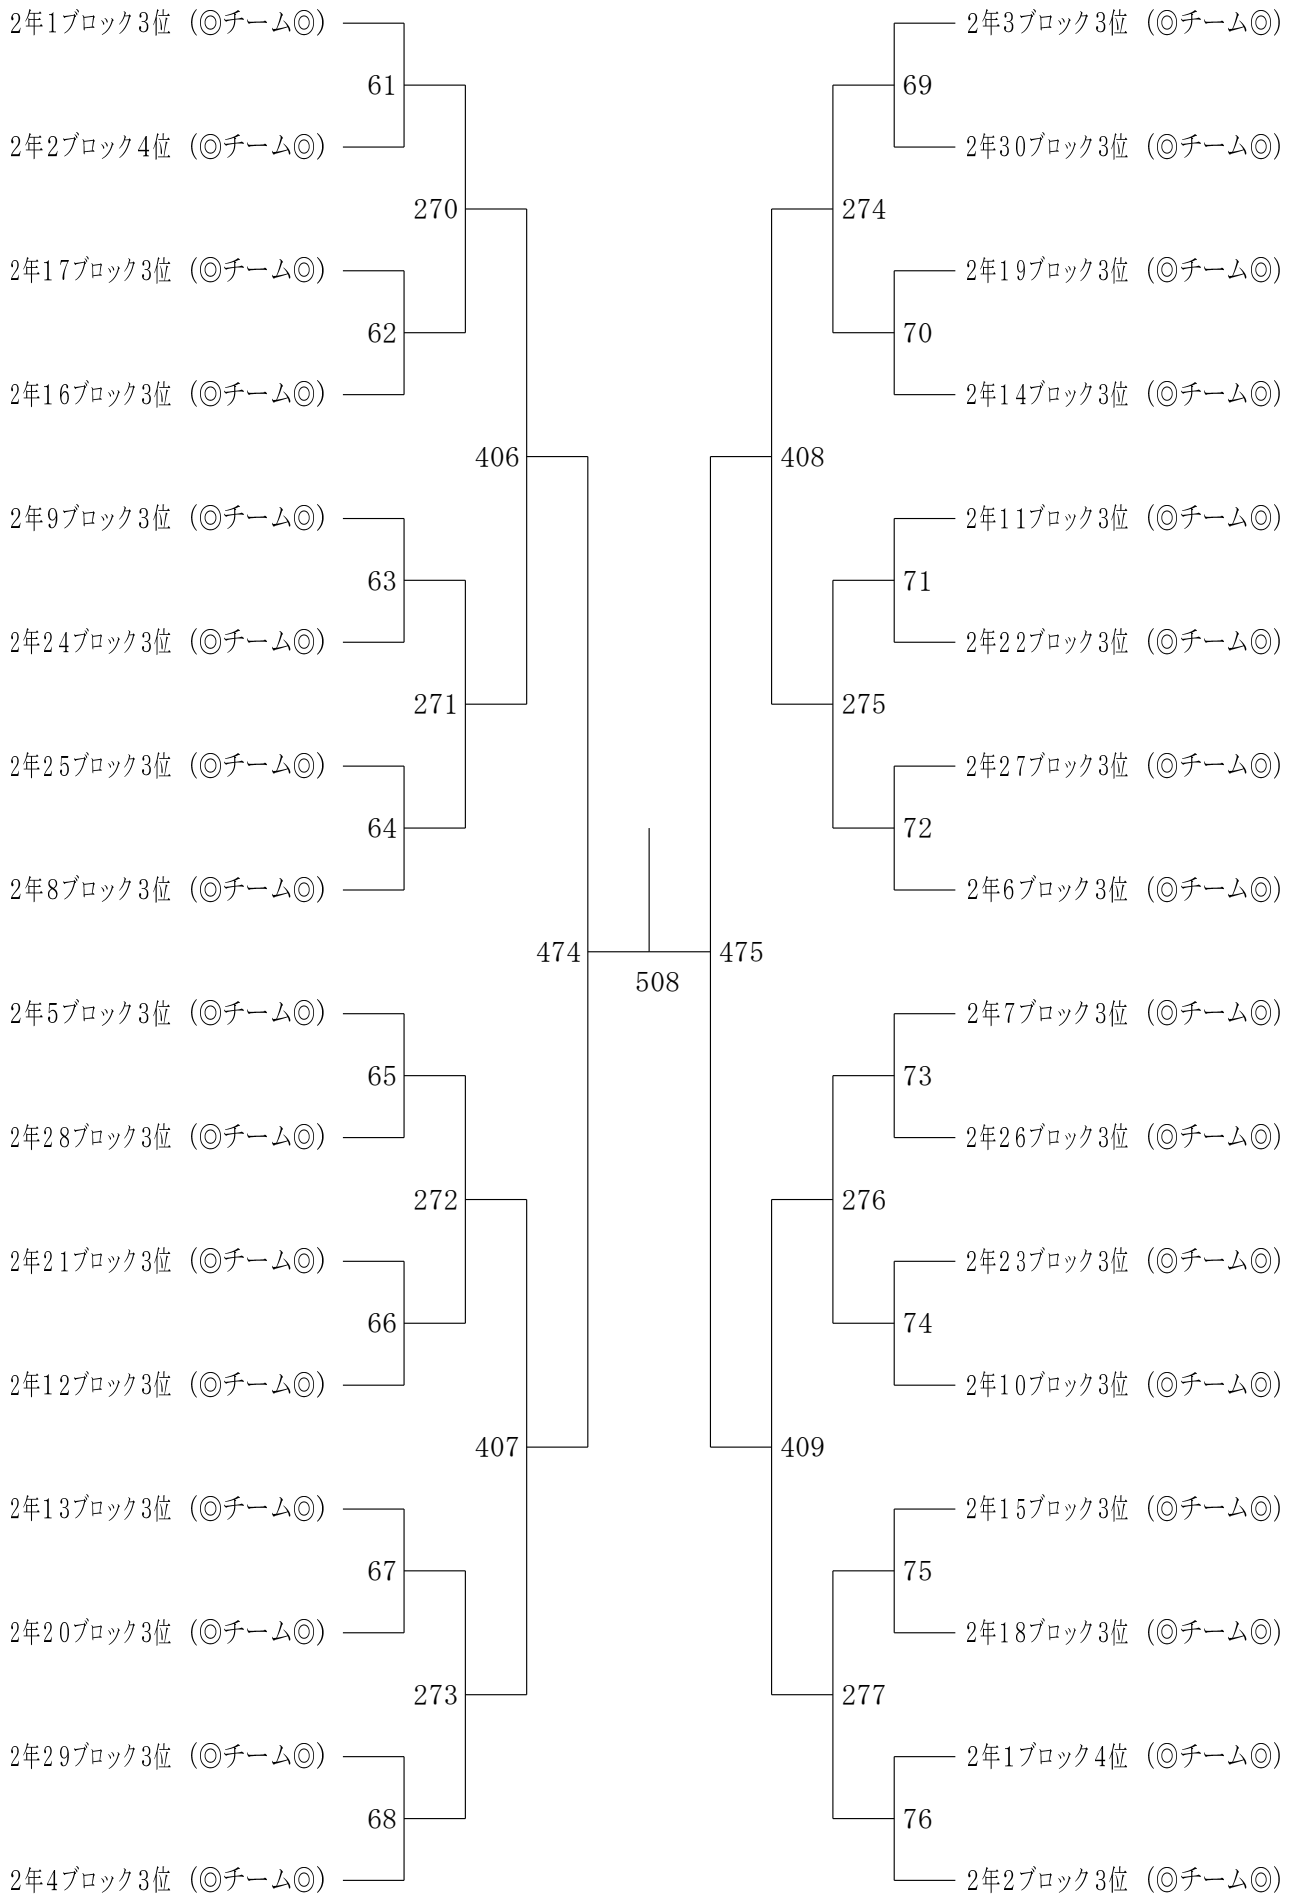 2年1ブロック3位 (◎チーム◎)
61
2年2ブロック4位 (◎チーム◎)
270
2年17ブロック3位 (◎チーム◎)
62
2年16ブロック3位 (◎チーム◎)
406
2年9ブロック3位 (◎チーム◎)
63
2年24ブロック3位 (◎チーム◎)
271
2年25ブロック3位 (◎チーム◎)
64
2年8ブロック3位 (◎チーム◎)
474
2年5ブロック3位 (◎チーム◎)
65
2年28ブロック3位 (◎チーム◎)
272
2年21ブロック3位 (◎チーム◎)
66
2年12ブロック3位 (◎チーム◎)
407
2年13ブロック3位 (◎チーム◎)
67
2年20ブロック3位 (◎チーム◎)
273
2年29ブロック3位 (◎チーム◎)
68
2年4ブロック3位 (◎チーム◎)
508
2年3ブロック3位 (◎チーム◎)
69
2年30ブロック3位 (◎チーム◎)
274
2年19ブロック3位 (◎チーム◎)
70
2年14ブロック3位 (◎チーム◎)
408
2年11ブロック3位 (◎チーム◎)
71
2年22ブロック3位 (◎チーム◎)
275
2年27ブロック3位 (◎チーム◎)
72
2年6ブロック3位 (◎チーム◎)
475
2年7ブロック3位 (◎チーム◎)
73
2年26ブロック3位 (◎チーム◎)
276
2年23ブロック3位 (◎チーム◎)
74
2年10ブロック3位 (◎チーム◎)
409
2年15ブロック3位 (◎チーム◎)
75
2年18ブロック3位 (◎チーム◎)
277
2年1ブロック4位 (◎チーム◎)
76
2年2ブロック3位 (◎チーム◎)